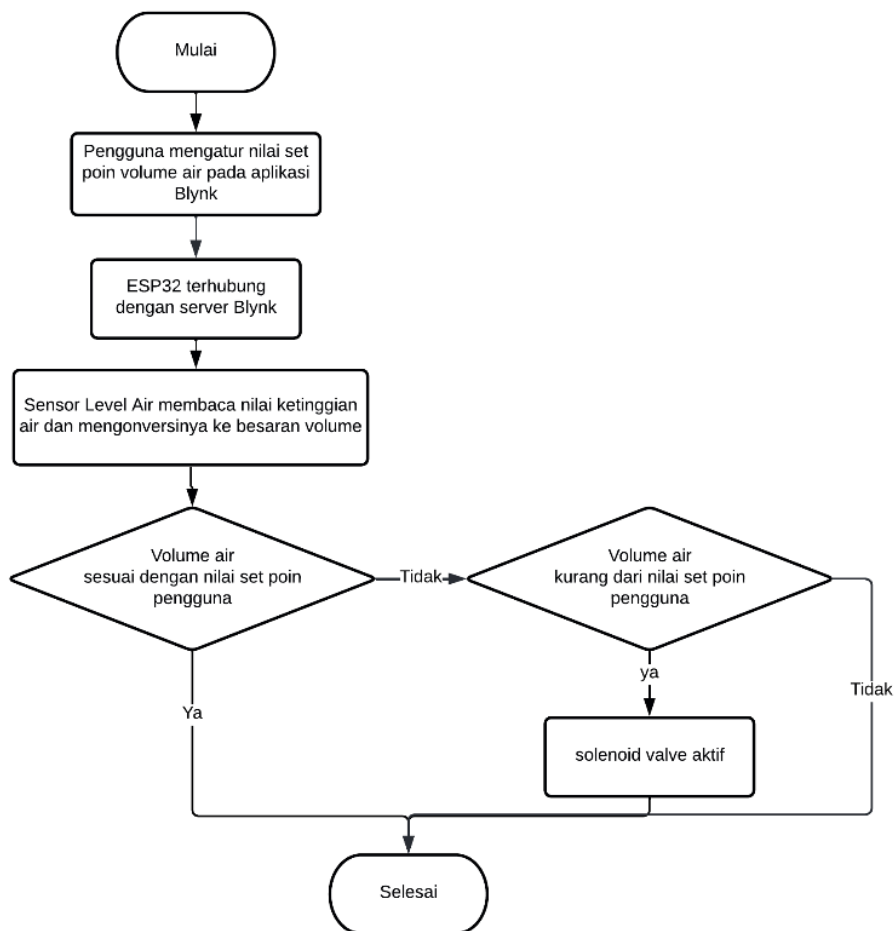 Mulai
Pengguna mengatur nilai set
poin volume air pada aplikasi
Blynk
ESP32 terhubung
dengan server Blynk
Sensor Level Air membaca nilai ketinggian
air dan mengonversinya ke besaran volume
Volume air
sesuai dengan nilai set poin
pengguna
Tidak
Volume air
kurang dari nilai set poin
pengguna
Ya
ya
Tidak
solenoid valve aktif
Selesai